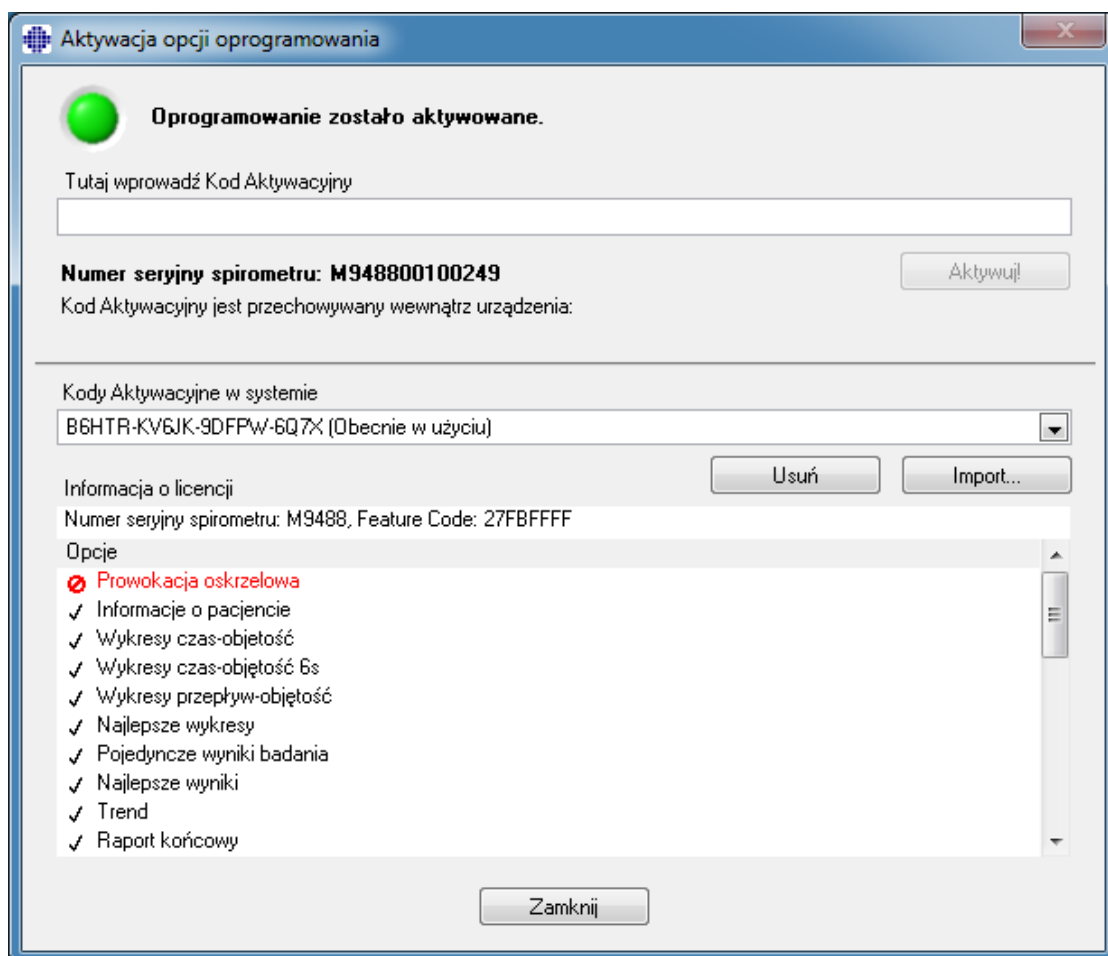 Aktywacja opcji oprogramowania
Oprogramowanie zostało aktywowane.
Tutaj wprowadź Kod Aktywacyjny
Numer seryjny spirometru: M948800100249
Aktywuj!
Kod Aktywacyjny jest przechowywany wewnątrz urządzenia:
Kody Aktywacyjne w systemie
B6HTR-KV6JK-9DFPW-6Q7X (Obecnie w użyciu)
Usuń
Import...
Informacja o licencji
Numer seryjny spirometru: M9488, Feature Code: 27FBFFFF
Opcje
Prowokacja oskrzelowa
Informacje o pacjencie
Wykresy czas-objetość
Wykresy czas-objętość 6s
Wykresy przepływ-objętość
Najlepsze wykresy
Pojedyncze wyniki badania
Najlepsze wyniki
Trend
Raport końcowy
Zamknij